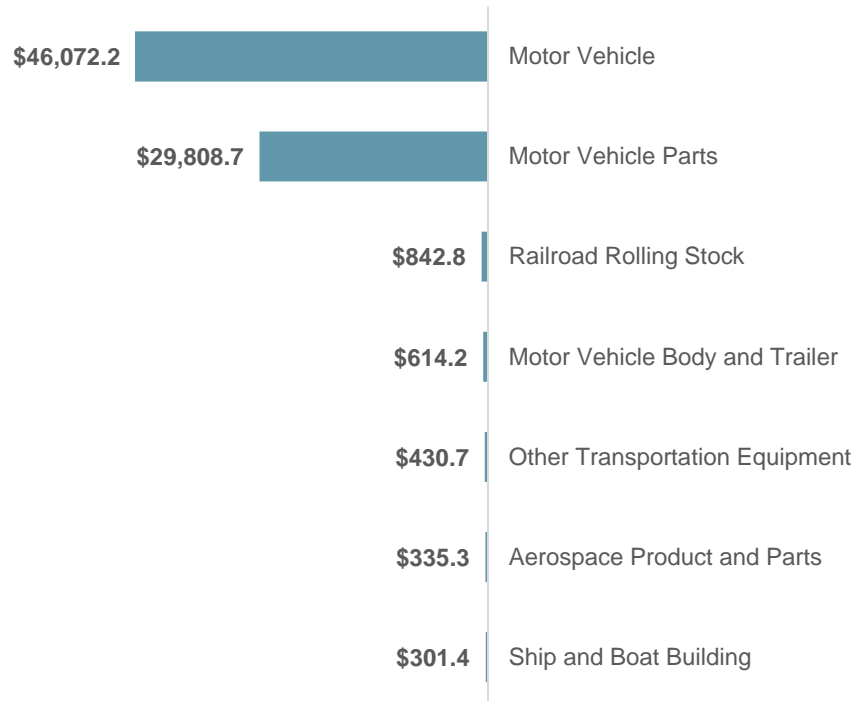 $46,072.2 Motor Vehicle
$29,808.7 Motor Vehicle Parts
$842.8 Railroad Rolling Stock
$614.2 Motor Vehicle Body and Trailer
$430.7 Other Transportation Equipment
$335.3 Aerospace Product and Parts
$301.4 Ship and Boat Building